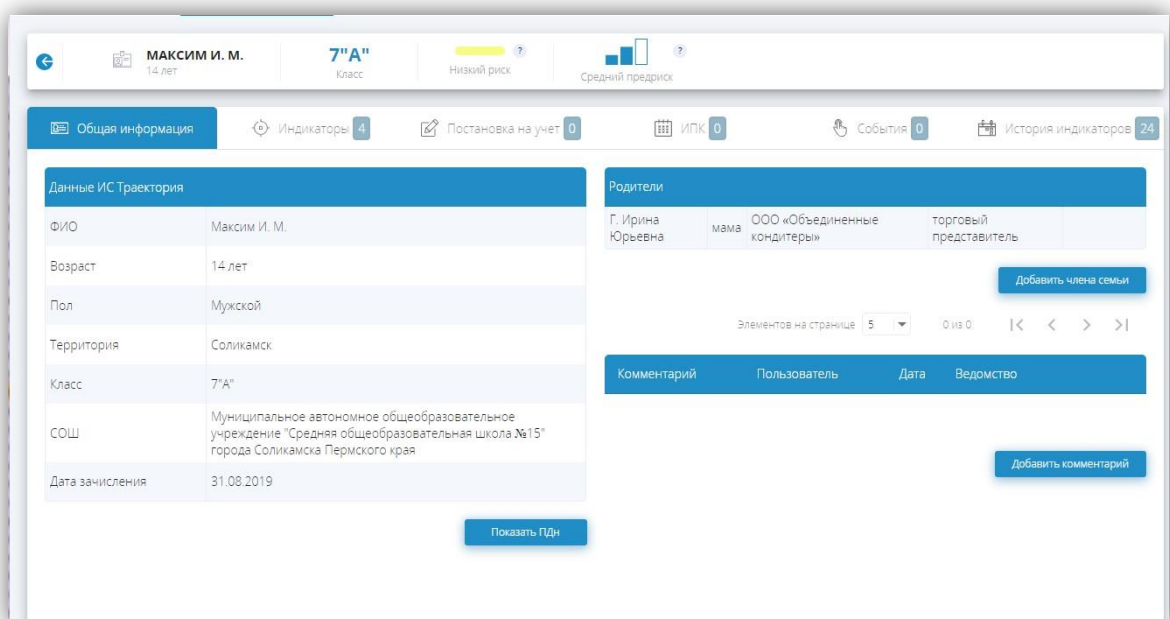 МАКСИМ И. М.
14 лет
7"А"
Класс
?
Низкий риск
?
Средний предриск
Общая информация
Индикаторы 4
Постановка на учет 0
ИПК 0
События 0
История индикаторов 24
Данные ИС Траектория
ФИО Максим И. М.
Возраст 14 лет
Пол Мужской
Территория Соликамск
Класс 7"А"
СОШ
Муниципальное автономное общеобразовательное
учреждение "Средняя общеобразовательная школа №15"
города Соликамска Пермского края
Дата зачисления 31.08.2019
Показать ПДн
Родители
Г. Ирина
Юрьевна
мама
ООО «Объединенные
кондитеры»
торговый
представитель
Добавить члена семьи
Элементов на странице 5 0 из 0
Комментарий Пользователь Дата Ведомство
Добавить комментарий